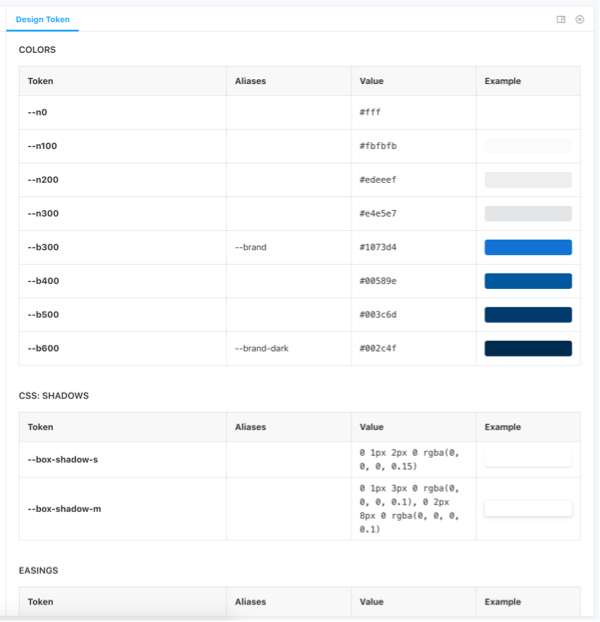 Design Token
COLORS
Token Aliases Value Example
--n0 #fff
--n100 #fbfbfb
--n200 #edeeef
--n300 #e4e5e7
--b300 --brand #1073d4
--b400 #00589e
--b500 #003c6d
--b600 --brand-dark #002c4f
CSS: SHADOWS
Token Aliases Value Example
--box-shadow-s 0 1px 2px 0 rgba(0,
0, 0, 0.15)
--box-shadow-m 0 1px 3px 0 rgba(0,
0, 0, 0.1), 0 2px
8px 0 rgba(0, 0, 0,
0.1)
EASINGS
Token Aliases Value Example